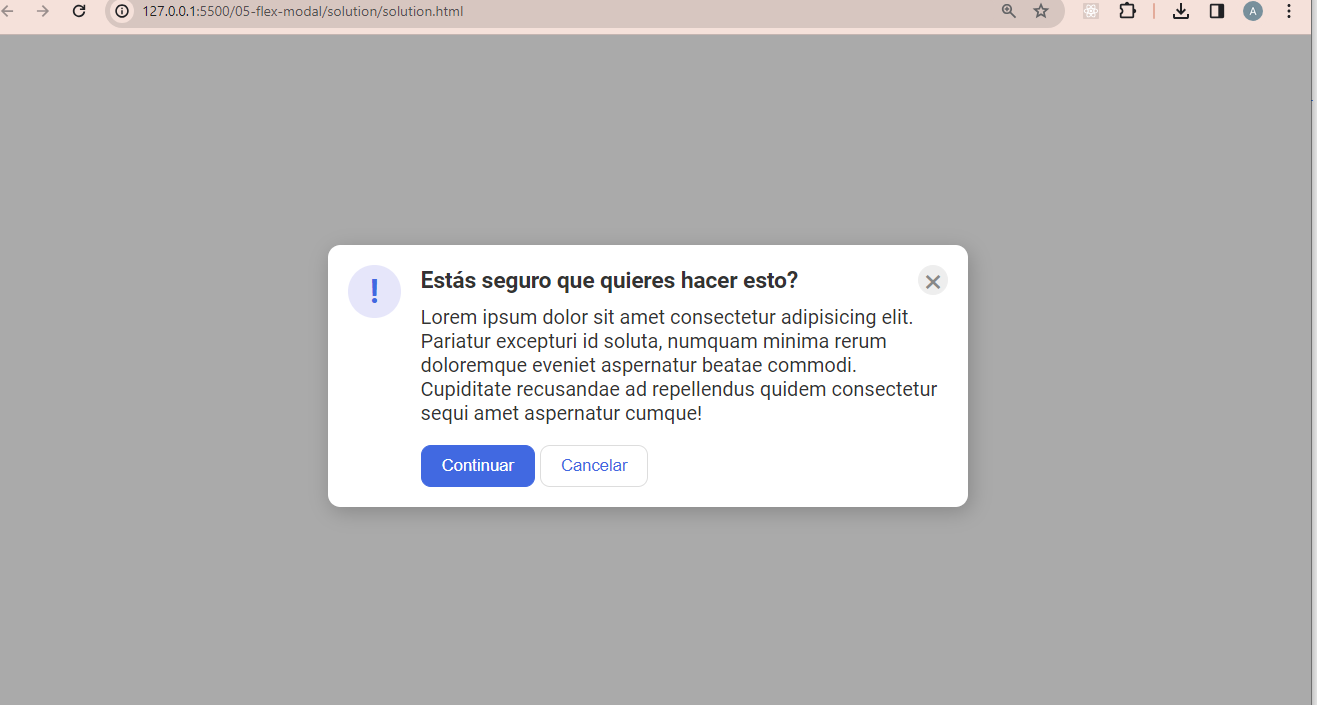 127.0.0.1:5500/05-flex-modal/solution/solution.html
A
!
Estás seguro que quieres hacer esto?
Lorem ipsum dolor sit amet consectetur adipisicing elit.
Pariatur excepturi id soluta, numquam minima rerum
doloremque eveniet aspernatur beatae commodi.
Cupiditate recusandae ad repellendus quidem consectetur
sequi amet aspernatur cumque!
Continuar Cancelar